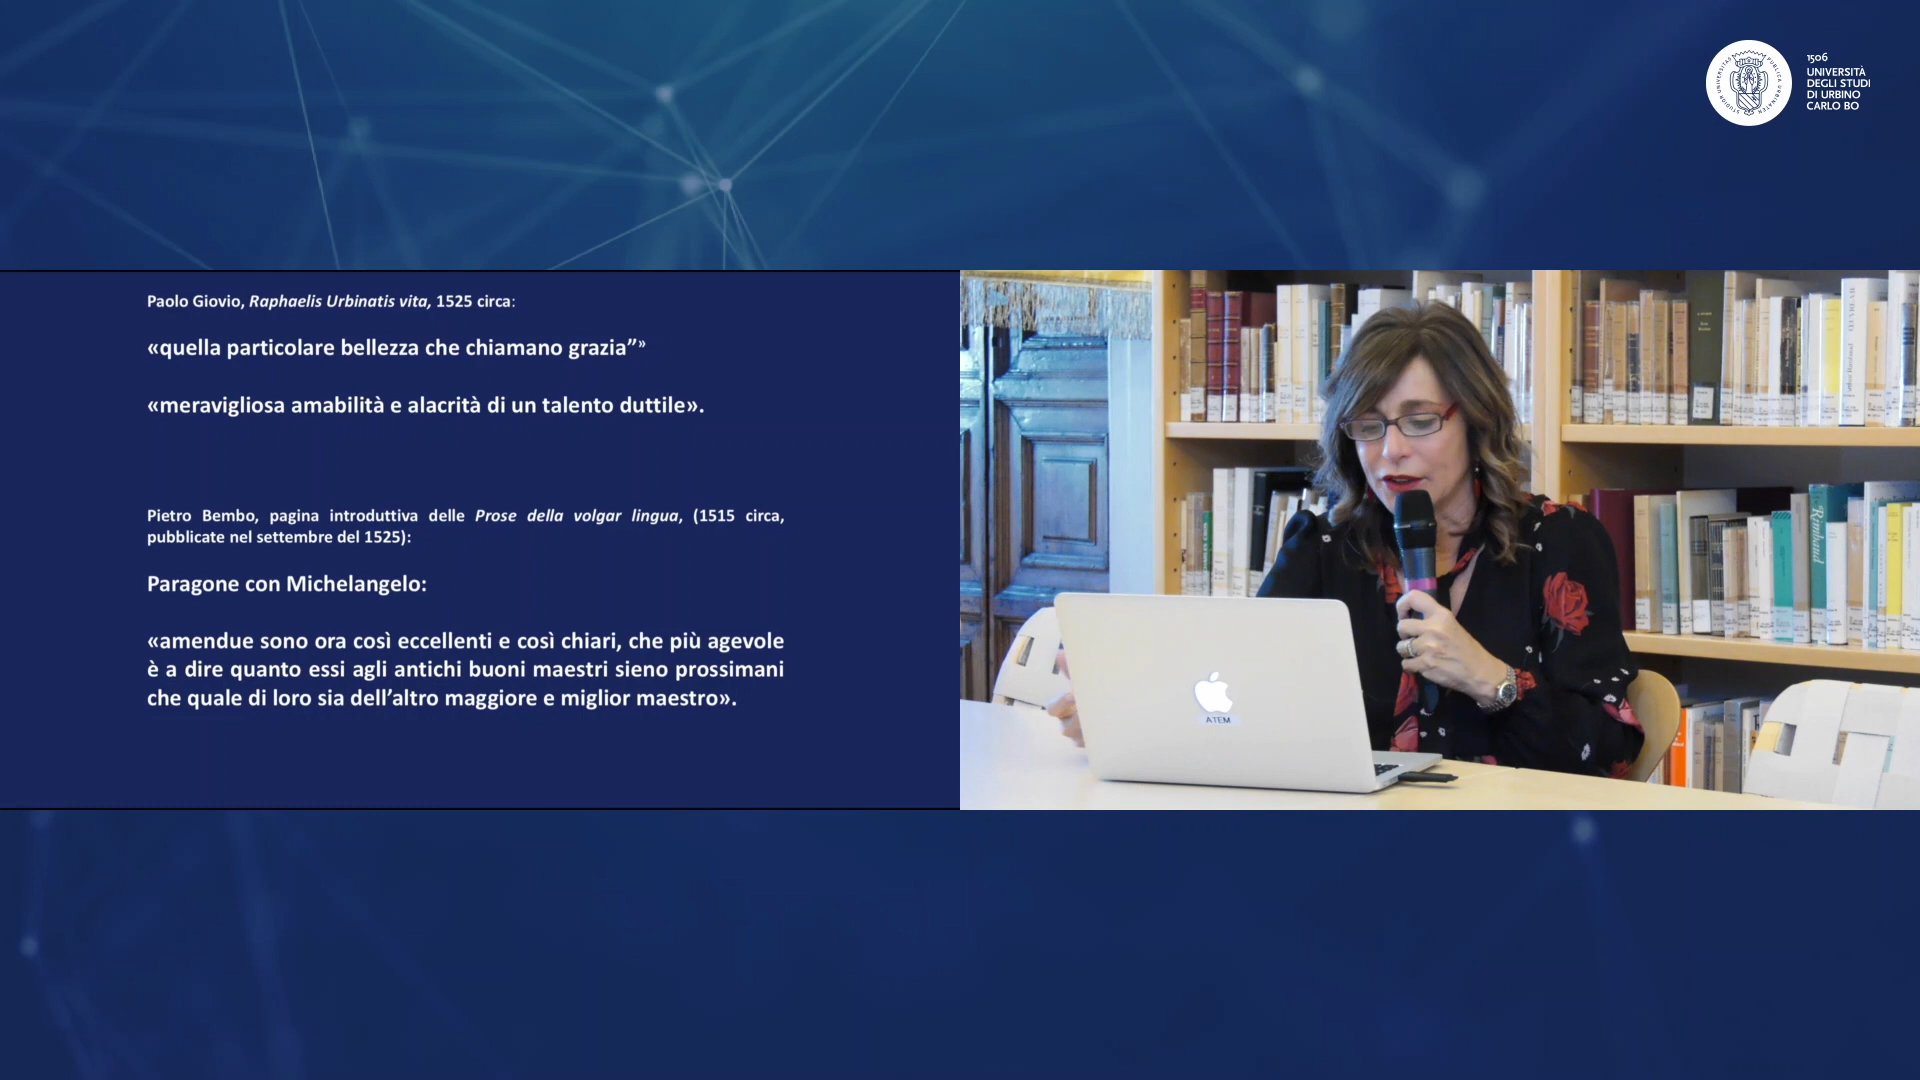 1506
UNIVERSITÀ
DEGLI STUDI
DI URBINO
CARLO BO
Paolo Giovio, Raphaelis Urbinatis vita, 1525 circa:
«quella particolare bellezza che chiamano grazia”»
«meravigliosa amabilità e alacrità di un talento duttile».
Pietro Bembo, pagina introduttiva delle Prose della volgar lingua, (1515 circa,
pubblicate nel settembre del 1525):
Paragone con Michelangelo:
«amendue sono ora così eccellenti e così chiari, che più agevole
è a dire quanto essi agli antichi buoni maestri sieno prossimani
che quale di loro sia dell’altro maggiore e miglior maestro».
Rimbaud
ATEM